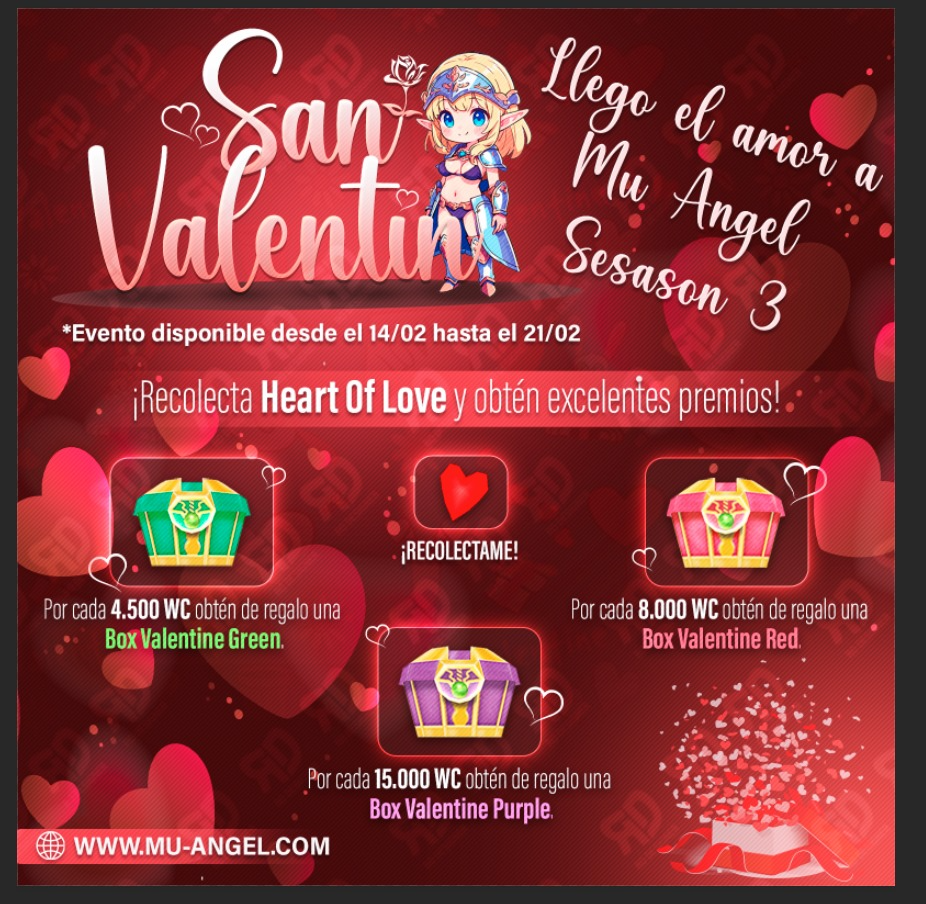 San
Valentin
Llego el amor a
Mu Angel
Sesason 3
*Evento disponible desde el 14/02 hasta el 21/02
¡Recolecta Heart Of Love y obtén excelentes premios!
¡RECOLECTAME!
Por cada 4.500 WC obtén de regalo una
Box Valentine Green.
Por cada 8.000 WC obtén de regalo una
Box Valentine Red.
Por cada 15.000 WC obtén de regalo una
Box Valentine Purple.
WWW.MU-ANGEL.COM